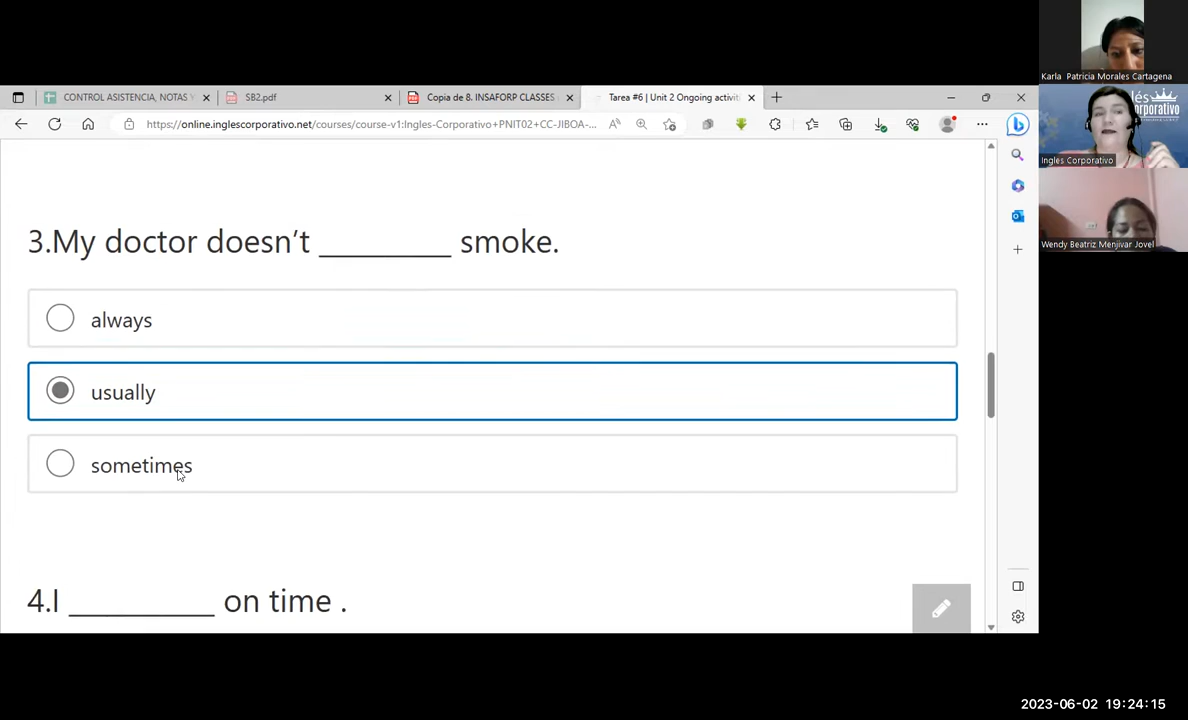 CONTROL ASISTENCIA, NOTAS Y
SB2.pdf
Copia de 8. INSAFORP CLASSES
Tarea #6 | Unit 2 Ongoing activit
https://online.inglescorporativo.net/courses/course-v1:Ingles-Corporativo+PNIT02+CC-JIBOA-...
3.My doctor doesn’t __________ smoke.
always
usually
sometimes
4.I ___________ on time .
Karla Patricia Morales Cartagena
Ingles Corporativo
Wendy Beatriz Menjivar Jovel
2023-06-02 19:24:15